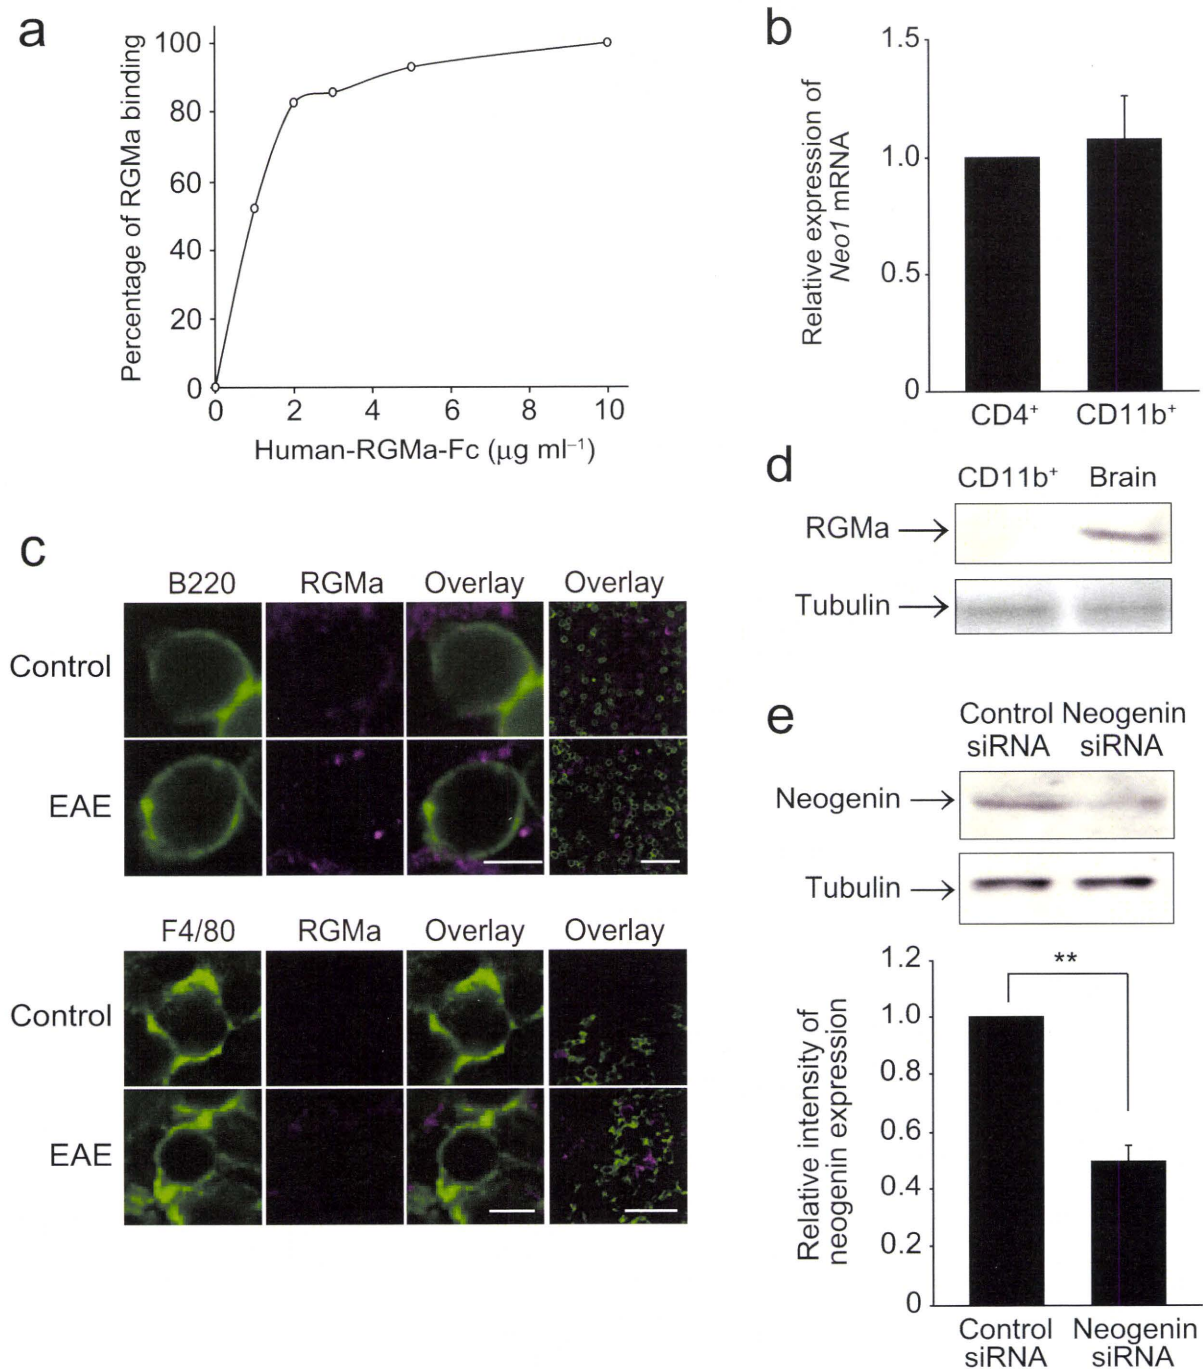 a
Percentage of RGMa binding
100
80
60
40
20
0
0 2 4 6 8 10
Human-RGMa-Fc (μg ml⁻¹)
b
Relative expression of
Neo1 mRNA
1.5
1.0
0.5
0
CD4⁺ CD11b⁺
c
B220 RGMa Overlay Overlay
Control
EAE
F4/80 RGMa Overlay Overlay
Control
EAE
d
CD11b⁺ Brain
RGMa
Tubulin
e
Control Neogenin
siRNA siRNA
Neogenin
Tubulin
Relative intensity of
neogenin expression
1.2
1.0
0.8
0.6
0.4
0.2
0
**
Control Neogenin
siRNA siRNA